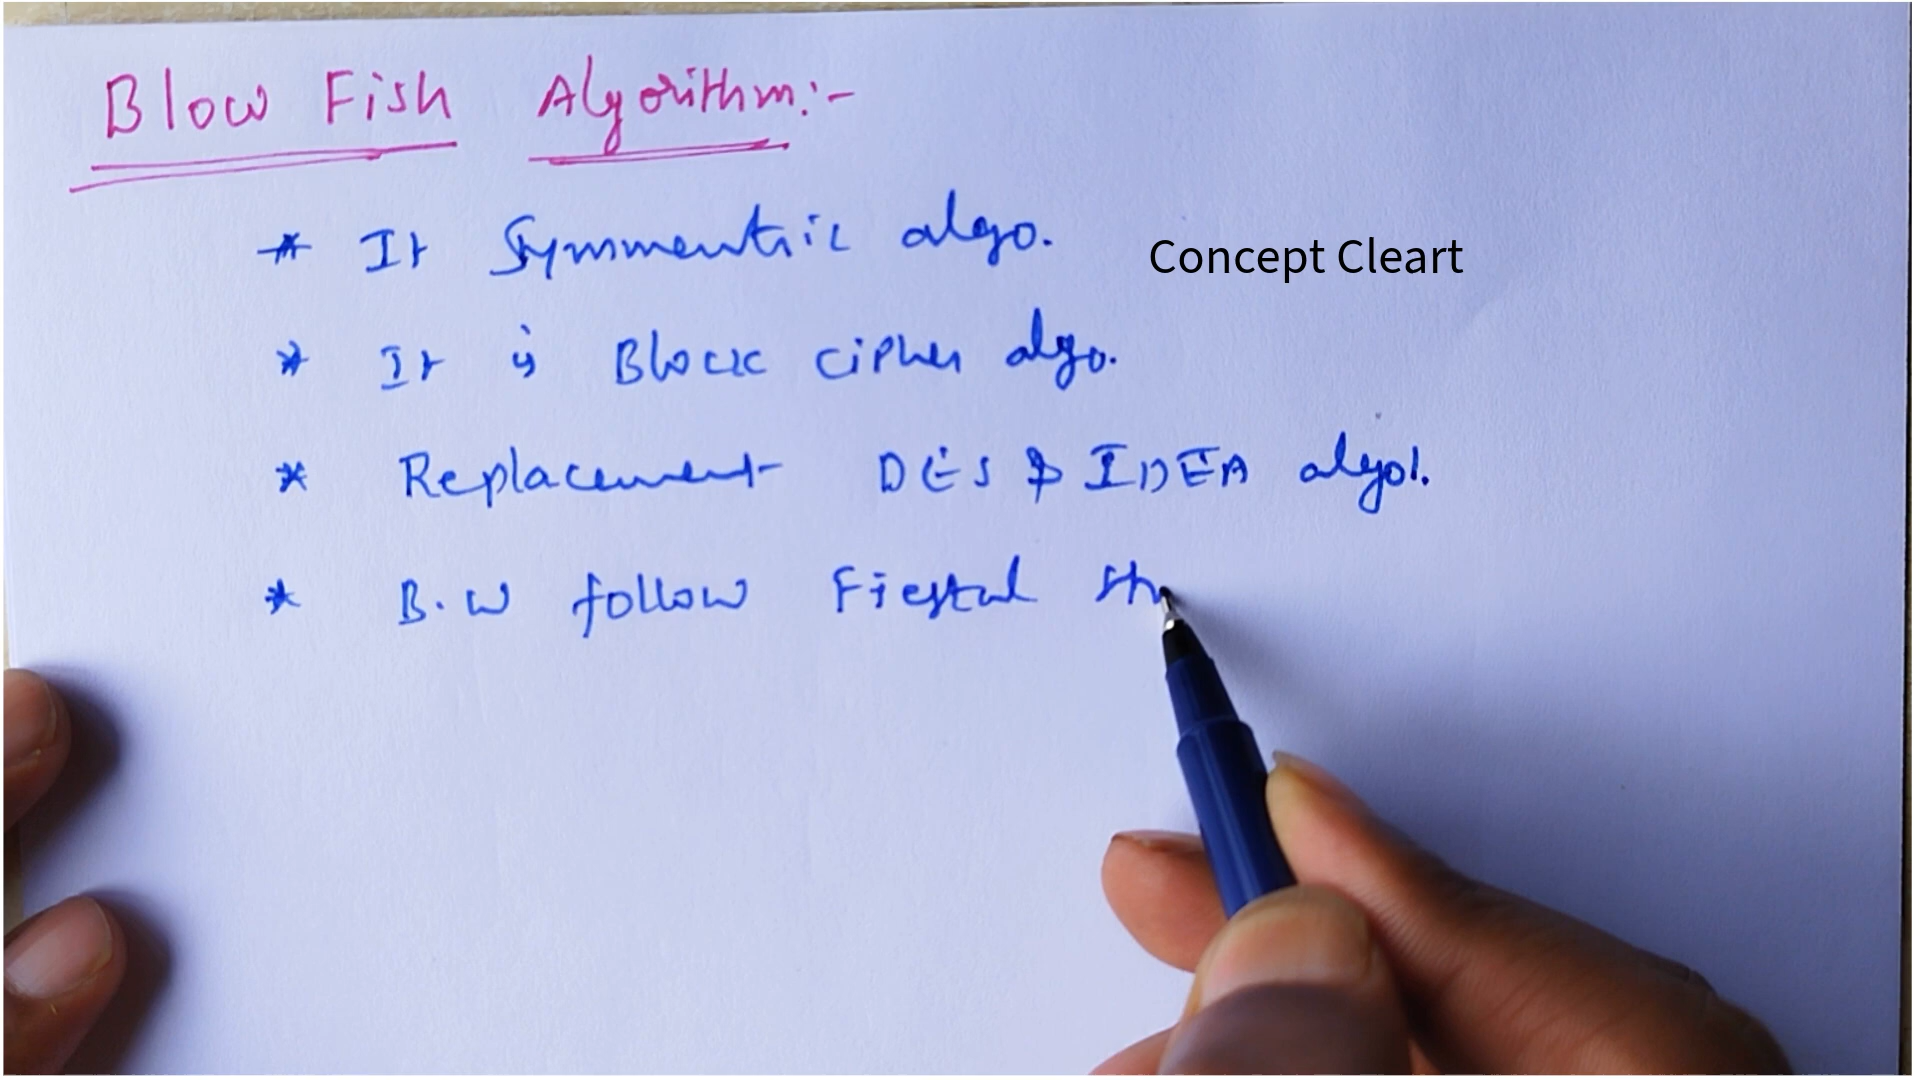 Blow Fish Algorithm:-
* It Symmentric algo.
Concept Cleart
* It is Block cipher algo.
* Replacement DES & IDEA algo.
* B.W follow Fiestal str